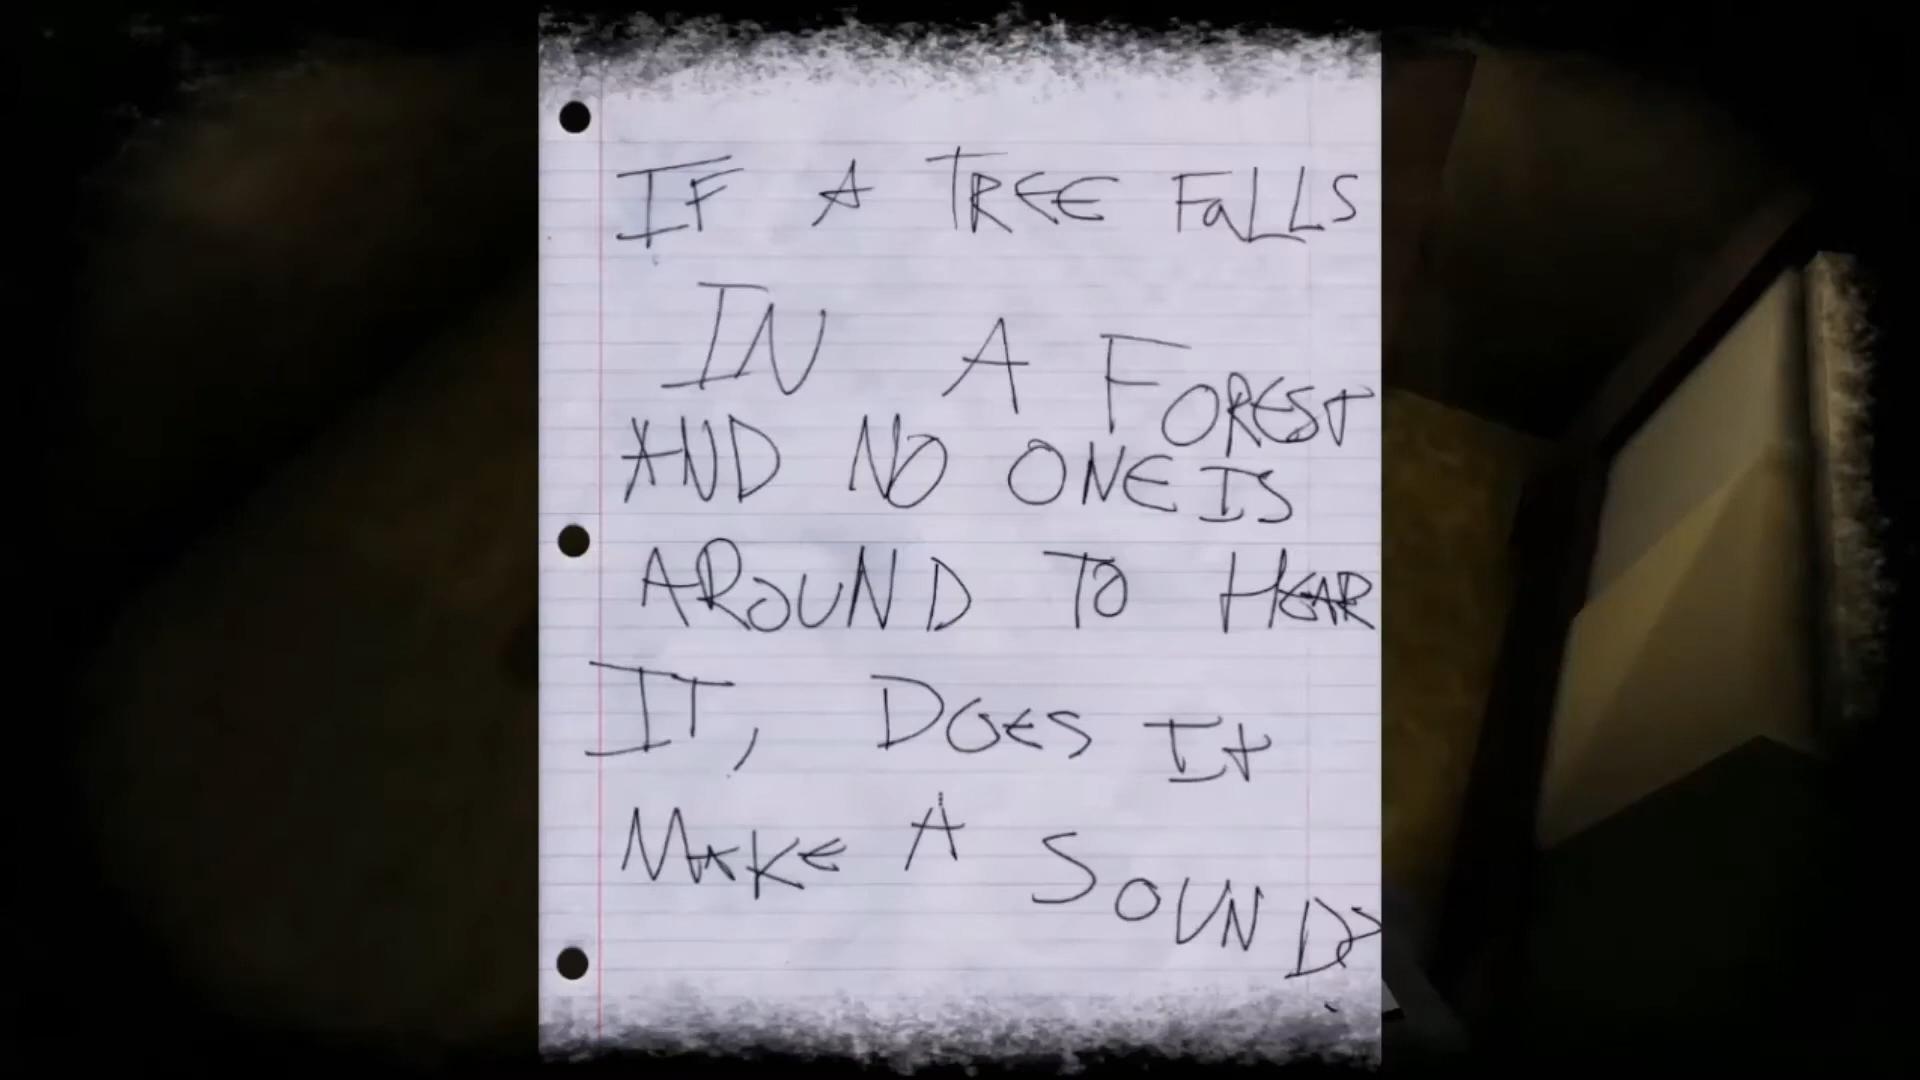 IF A TREE FaLLS
IN A FOREST
AND NO ONE IS
AROUND TO HEAR
IT, DOES It
MAKE A SOUND?